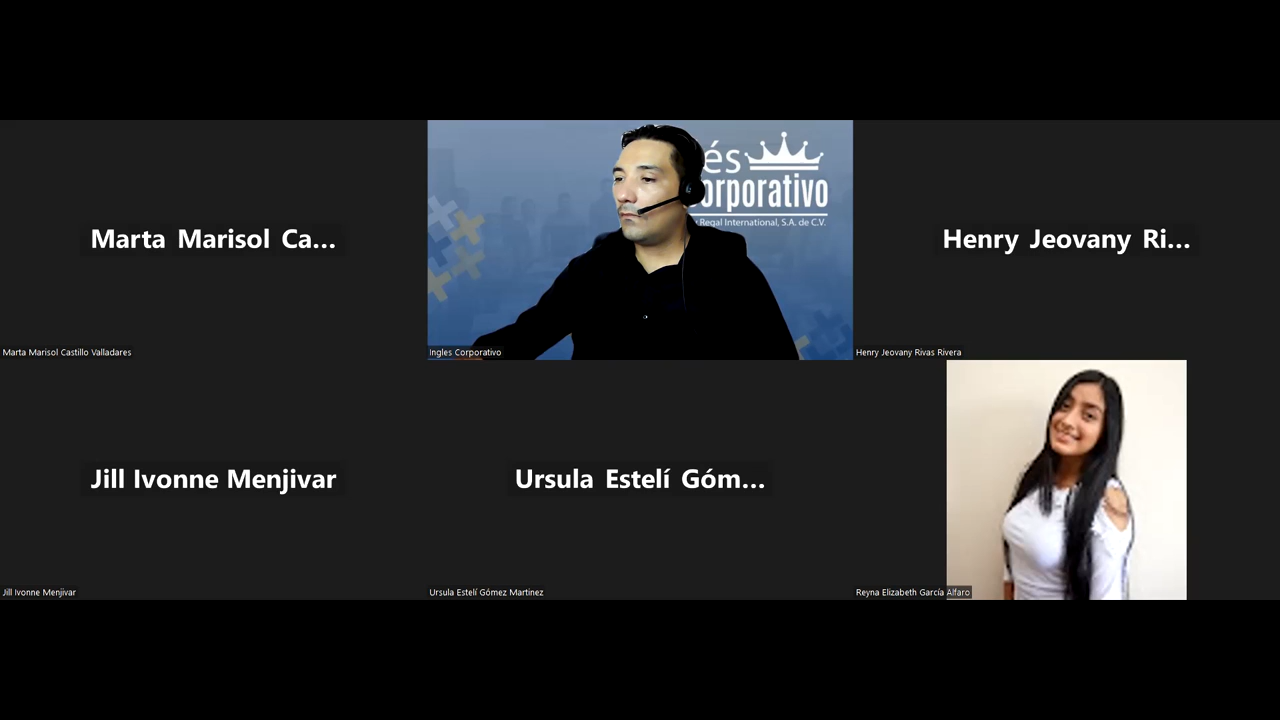 Marta Marisol Ca...
Marta Marisol Castillo Valladares
és
orporativo
Regal International, S.A. de C.V.
Ingles Corporativo
Henry Jeovany Ri...
Henry Jeovany Rivas Rivera
Jill Ivonne Menjivar
Jill Ivonne Menjivar
Ursula Estelí Góm...
Ursula Estelí Gómez Martinez
Reyna Elizabeth García Alfaro